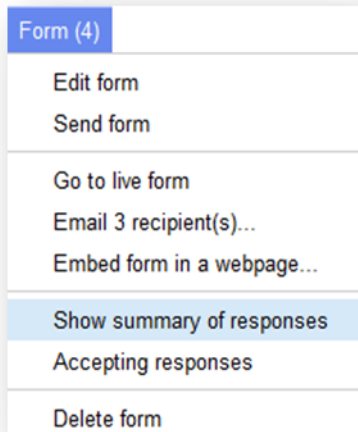 Form (4)
Edit form
Send form
Go to live form
Email 3 recipient(s)...
Embed form in a webpage...
Show summary of responses
Accepting responses
Delete form